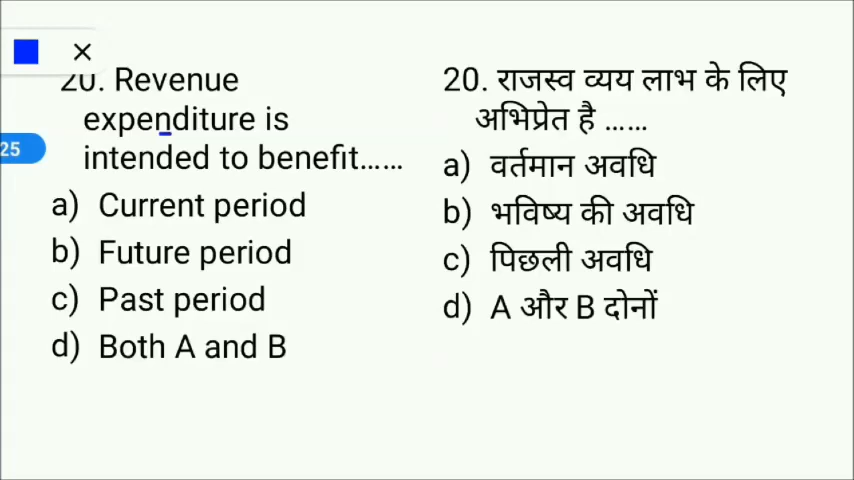 20. Revenue
expenditure is
intended to benefit......
a) Current period
b) Future period
c) Past period
d) Both A and B
20. राजस्व व्यय लाभ के लिए
अभिप्रेत है ......
a) वर्तमान अवधि
b) भविष्य की अवधि
c) पिछली अवधि
d) A और B दोनों
25